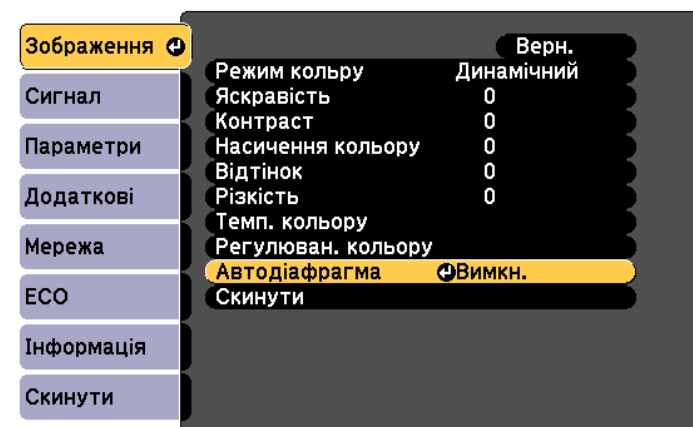 Зображення
Сигнал
Параметри
Додаткові
Мережа
ECO
Інформація
Скинути
Верн.
Режим кольру Динамічний
Яскравість 0
Контраст 0
Насичення кольору 0
Відтінок 0
Різкість 0
Темп. кольору
Регулюван. кольору
Автодіафрагма Вимкн.
Скинути